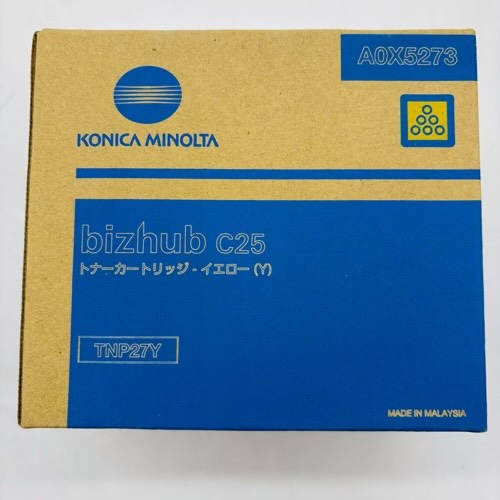 A0X5273
KONICA MINOLTA
bizhub C25
トナーカートリッジ - イエロー (Y)
TNP27Y
MADE IN MALAYSIA